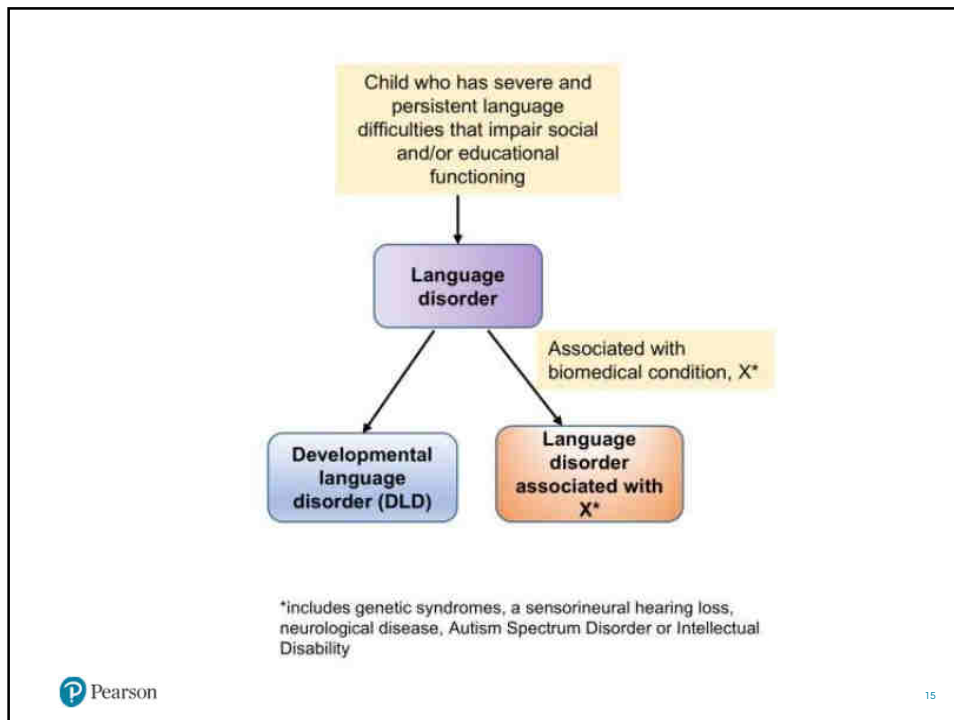 Child who has severe and
persistent language
difficulties that impair social
and/or educational
functioning
Language
disorder
Associated with
biomedical condition, X*
Developmental
language
disorder (DLD)
Language
disorder
associated with
X*
*includes genetic syndromes, a sensorineural hearing loss,
neurological disease, Autism Spectrum Disorder or Intellectual
Disability
Pearson
15